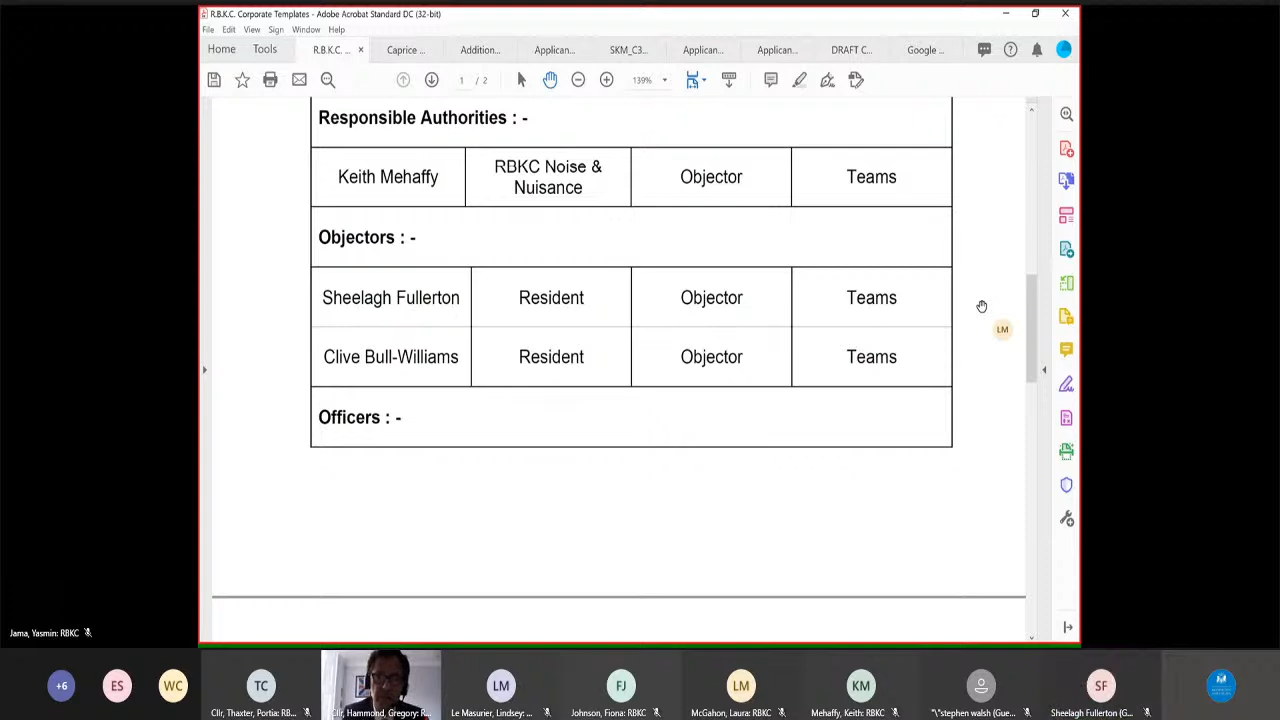 R.B.K.C. Corporate Templates - Adobe Acrobat Standard DC (32-bit)
File Edit View Sign Window Help
Home Tools R.B.K.C. ... × Caprice ... Addition... Applican... SKM_C3... Applican... Applican... DRAFT C... Google ...
1 / 2 139%
Responsible Authorities : -
Keith Mehaffy RBKC Noise & Nuisance Objector Teams
Objectors : -
Sheelagh Fullerton Resident Objector Teams
LM
Clive Bull-Williams Resident Objector Teams
Officers : -
Jama, Yasmin: RBKC
+6 ES WC TC LM FJ LM KM SF
Cllr, Thaxter, Portia: RB... Cllr, Hammond, Gregory: R... Le Masurier, Lindsey: ... Johnson, Fiona: RBKC McGahon, Laura: RBKC Mehaffy, Keith: RBKC "\"stephen walsh (Gue... Sheelagh Fullerton (G...